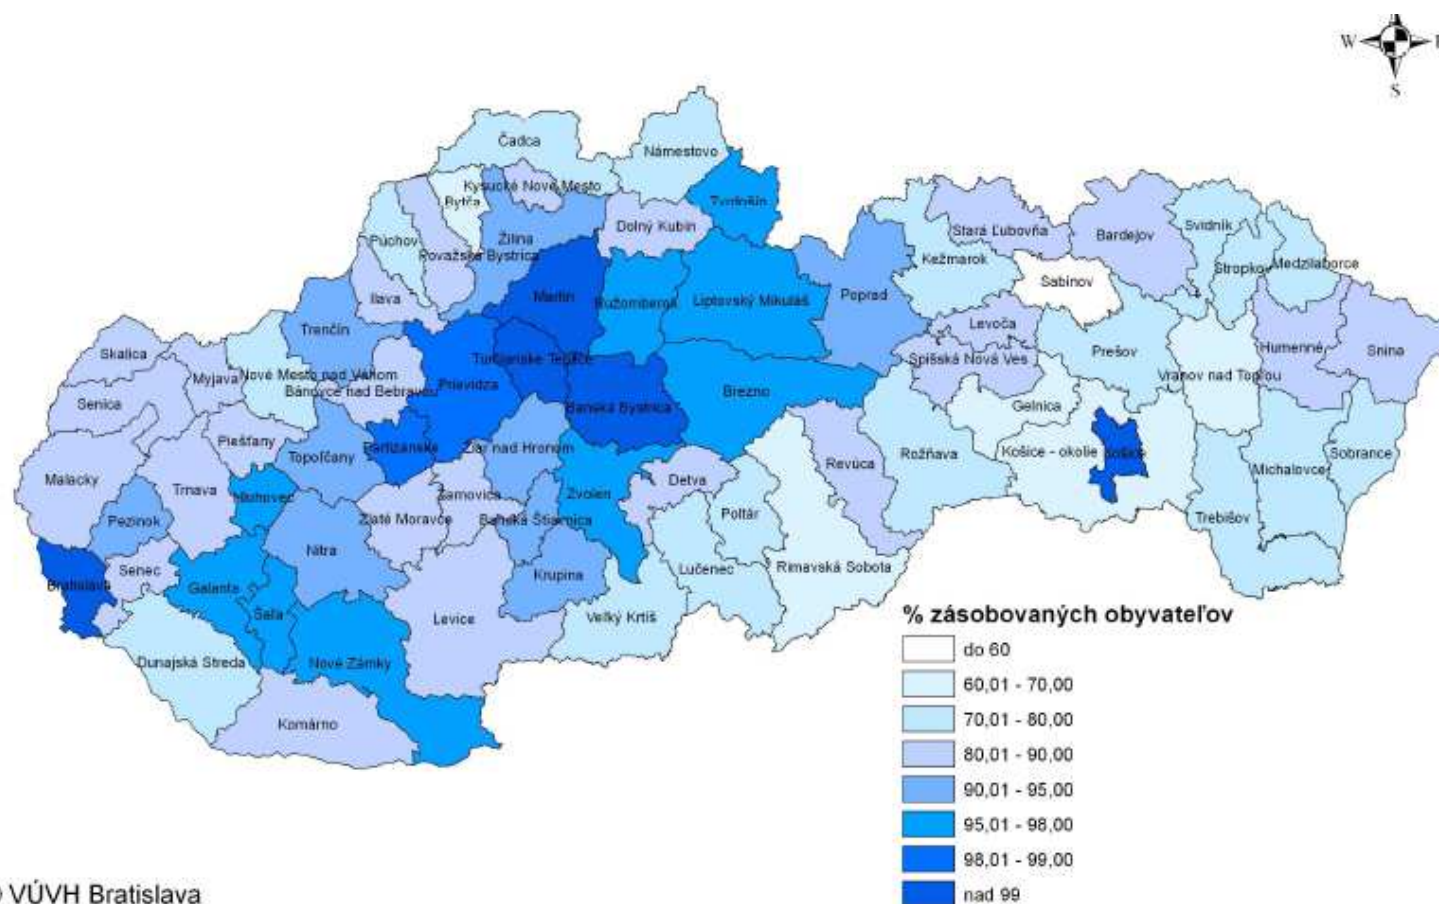 W
S
Čadca
Námestovo
Kysucké Nové Mesto
Bytča
Tvrdošín
Dolný Kubín
Púchov
Žilina
Považská Bystrica
Stará Ľubovňa
Bardejov
Svidník
Stropkov
Medzilaborce
Kežmarok
Sabinov
Ilava
Martin
Ružomberok
Liptovský Mikuláš
Poprad
Trenčín
Levoča
Prešov
Humenné
Snina
Skalica
Myjava
Nové Mesto nad Váhom
Bánovce nad Bebravou
Prievidza
Turčianske Teplice
Spišská Nová Ves
Vranov nad Topľou
Senica
Banská Bystrica
Brezno
Gelnica
Piešťany
Partizánske
Žiar nad Hronom
Topoľčany
Revúca
Rožňava
Košice - okolie
Košice
Sobrance
Malacky
Trnava
Hlohovec
Žarnovica
Zvolen
Detva
Michalovce
Pezinok
Zlaté Moravce
Banská Štiavnica
Poltár
Trebišov
Nitra
Bratislava
Senec
Galanta
Krupina
Lučenec
Rimavská Sobota
Šaľa
Levice
Veľký Krtíš
Dunajská Streda
Nové Zámky
Komárno
% zásobovaných obyvateľov
do 60
60,01 - 70,00
70,01 - 80,00
80,01 - 90,00
90,01 - 95,00
95,01 - 98,00
98,01 - 99,00
nad 99
VÚVH Bratislava